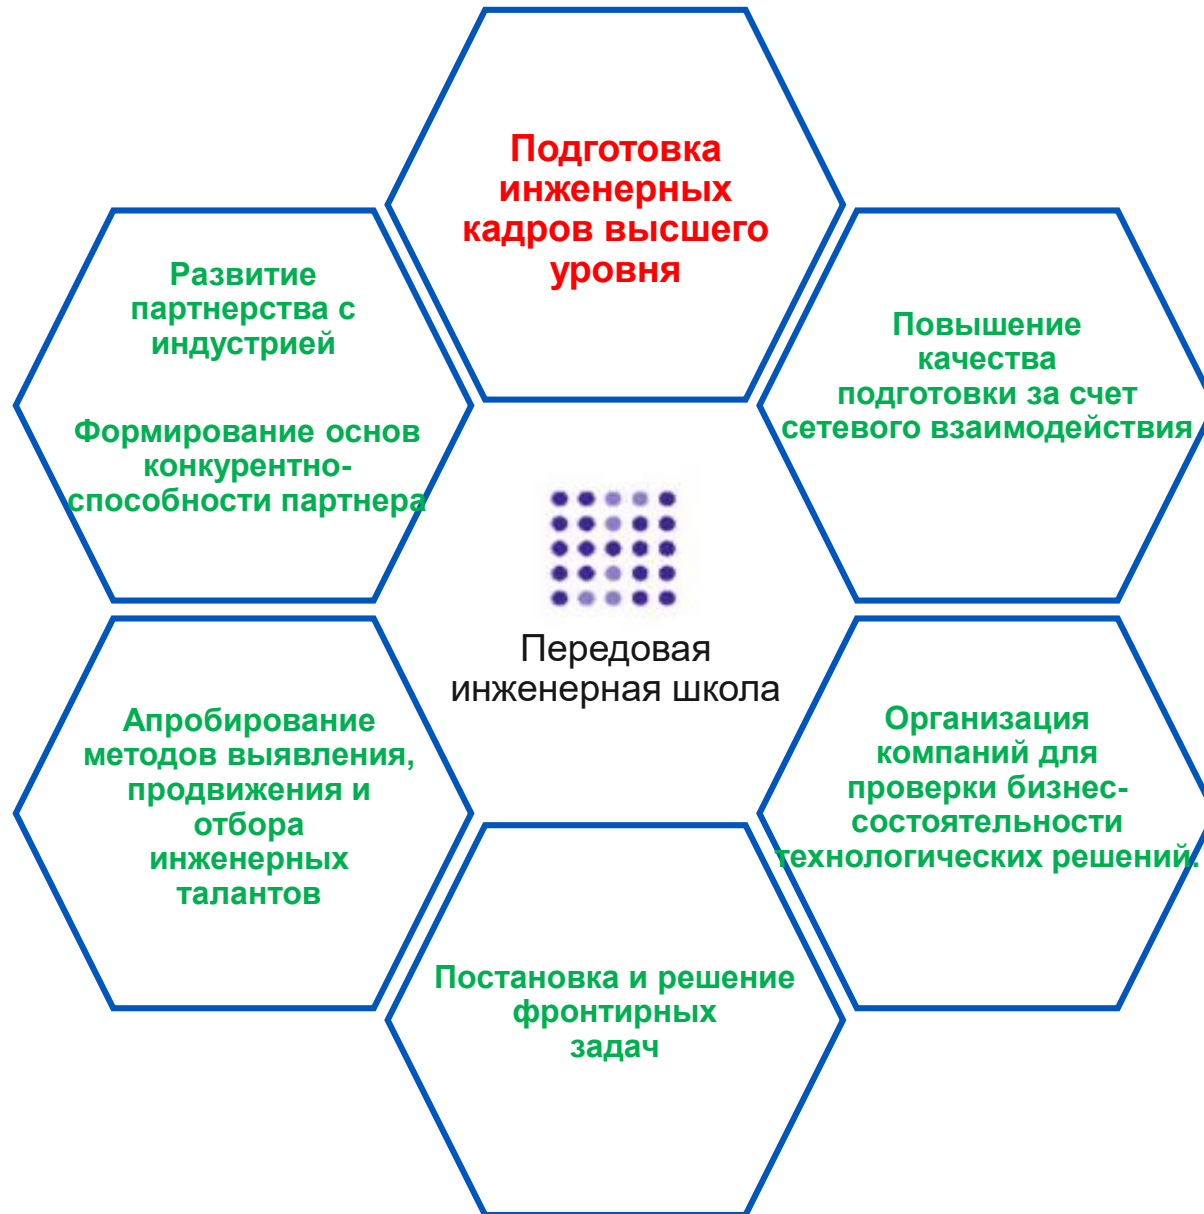 Подготовка
инженерных
кадров высшего
уровня
Развитие
партнерства с
индустрией
Формирование основ
конкурентно-
способности партнера
Повышение
качества
подготовки за счет
сетевого взаимодействия
Передовая
инженерная школа
Апробирование
методов выявления,
продвижения и
отбора
инженерных
талантов
Организация
компаний для
проверки бизнес-
состоятельности
технологических решений.
Постановка и решение
фронтирных
задач